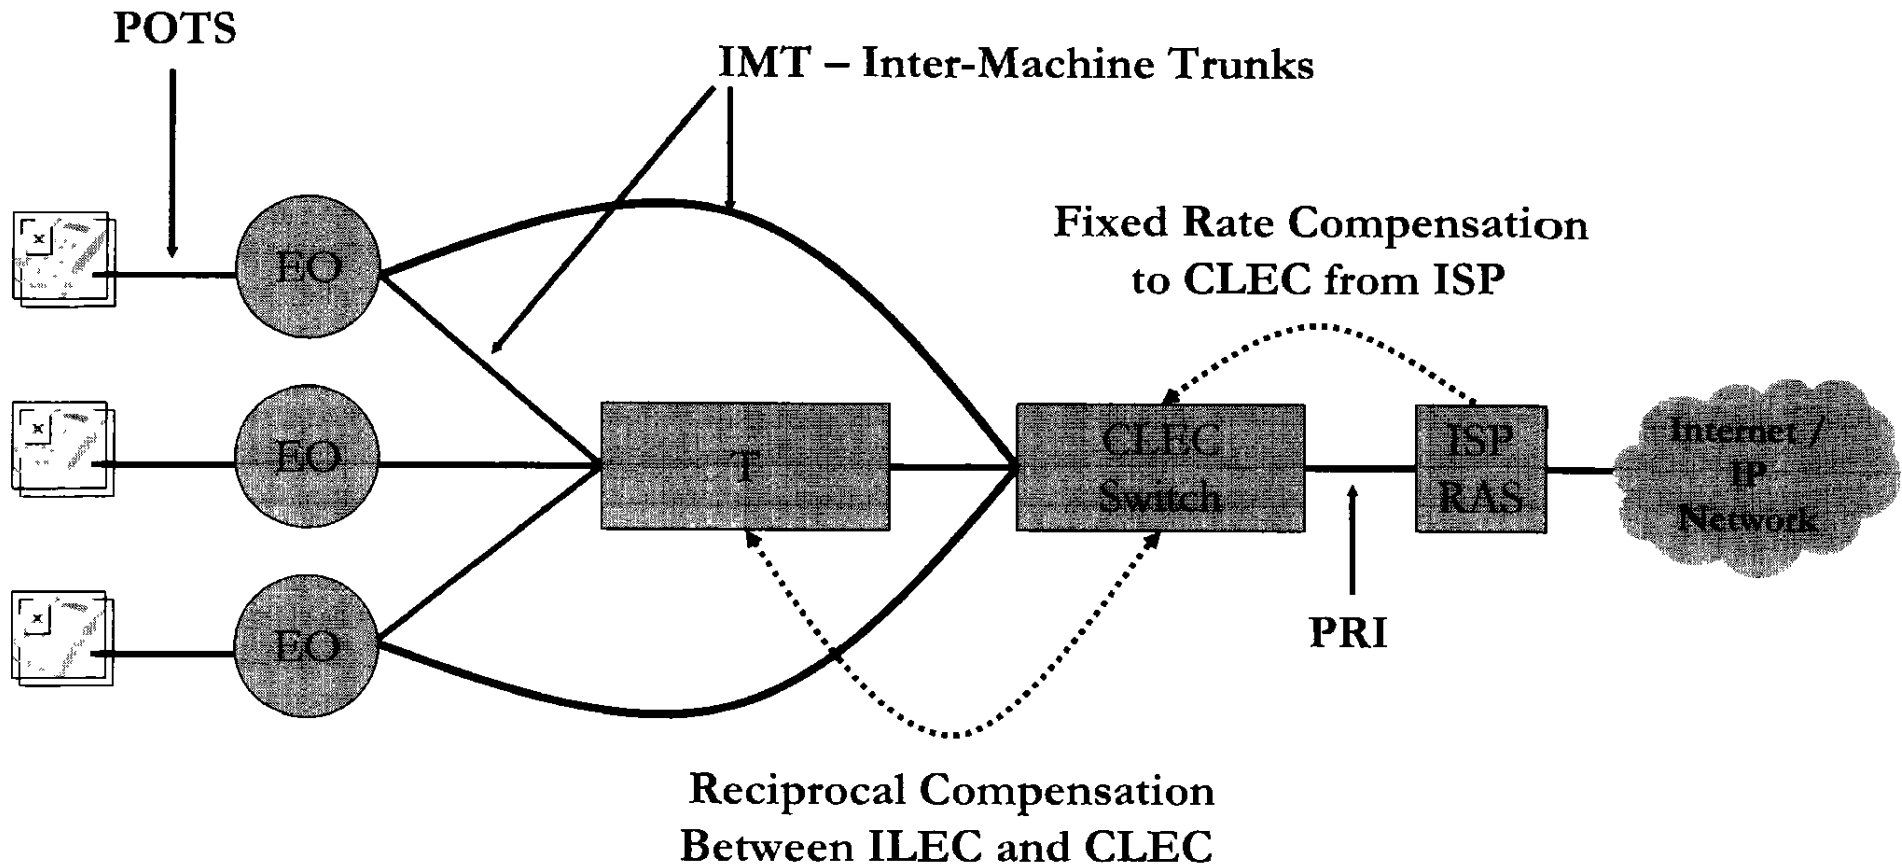 POTS
IMT – Inter-Machine Trunks
Fixed Rate Compensation
to CLEC from ISP
EO
EO
EO
T
CLEC
Switch
ISP
RAS
Internet /
IP
Network
PRI
Reciprocal Compensation
Between ILEC and CLEC